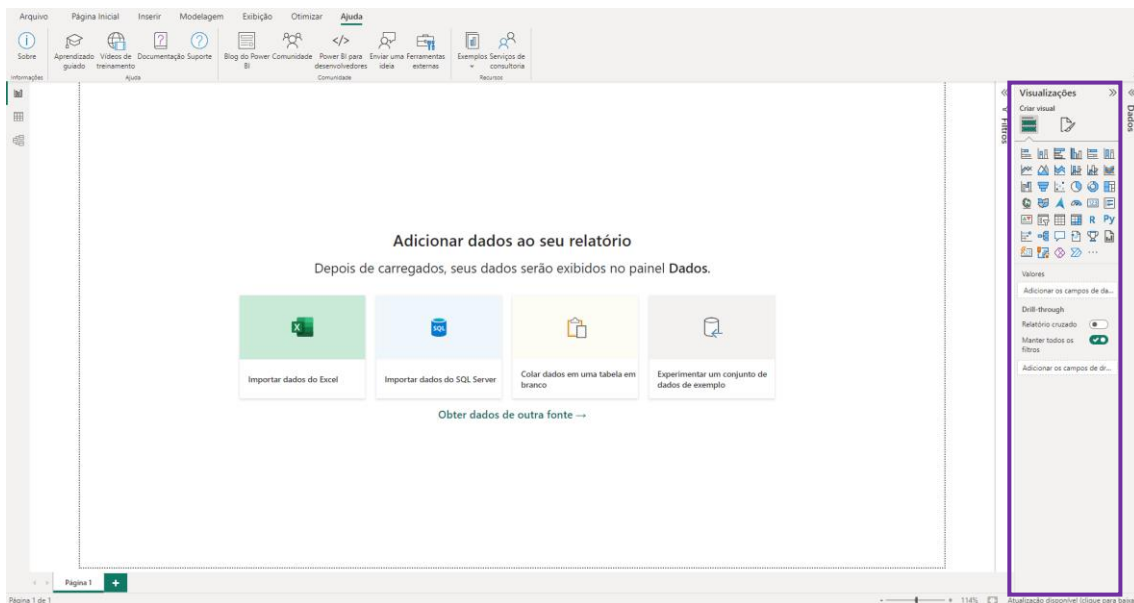 Arquivo Página Inicial Inserir Modelagem Exibição Otimizar Ajuda
Sobre
Aprendizado guiado
Vídeos de treinamento
Documentação
Suporte
Blog do Power BI
Comunidade
Power BI para desenvolvedores
Enviar uma ideia
Ferramentas externas
Exemplos
Serviços de consultoria
Informações Ajuda Comunidade Recursos
Adicionar dados ao seu relatório
Depois de carregados, seus dados serão exibidos no painel Dados.
SQL
Importar dados do Excel
Importar dados do SQL Server
Colar dados em uma tabela em
branco
Experimentar um conjunto de
dados de exemplo
Obter dados de outra fonte →
Filtros
Visualizações
Criar visual
R Py
Valores
Adicionar os campos de da...
Drill-through
Relatório cruzado
Manter todos os
filtros
Adicionar os campos de dr...
Dados
Página 1
Página 1 de 1
114%
Atualização disponível (clique para baixa